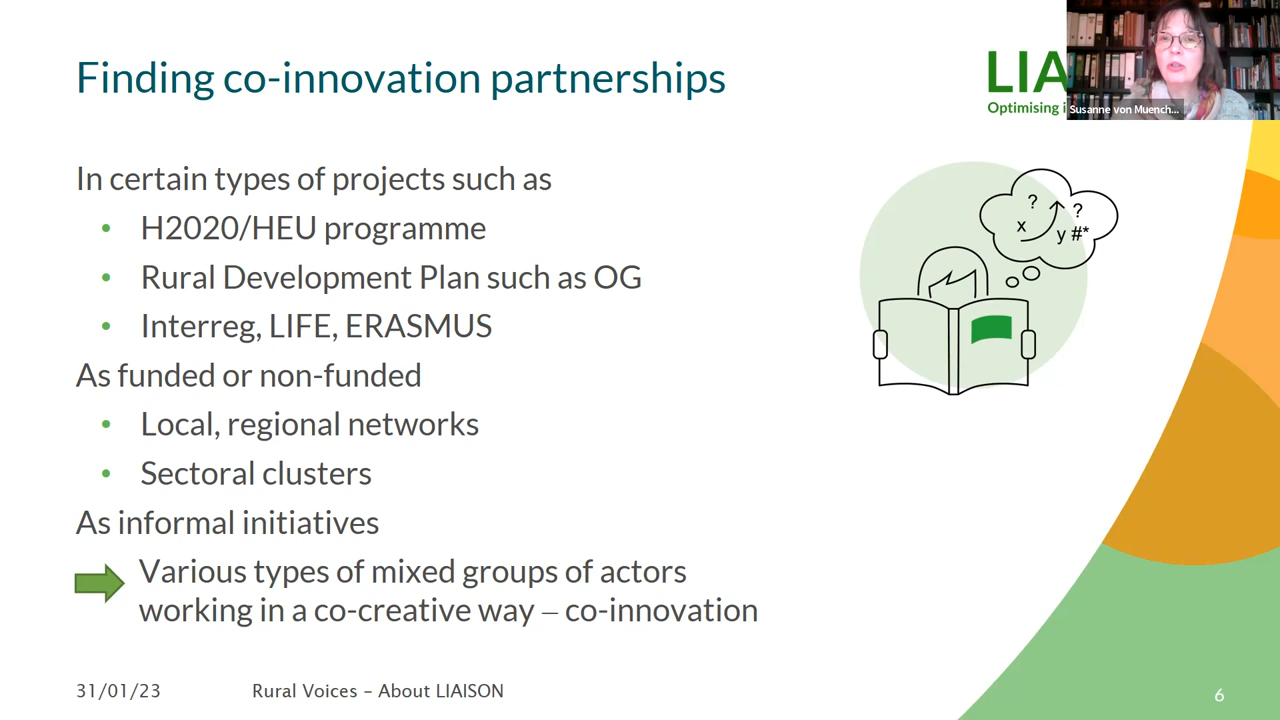 Finding co-innovation partnerships
LIA
Optimising i
Susanne von Muench...
In certain types of projects such as
• H2020/HEU programme
• Rural Development Plan such as OG
• Interreg, LIFE, ERASMUS
As funded or non-funded
• Local, regional networks
• Sectoral clusters
As informal initiatives
Various types of mixed groups of actors
working in a co-creative way – co-innovation
? ?
x y #*
31/01/23 Rural Voices – About LIAISON 6